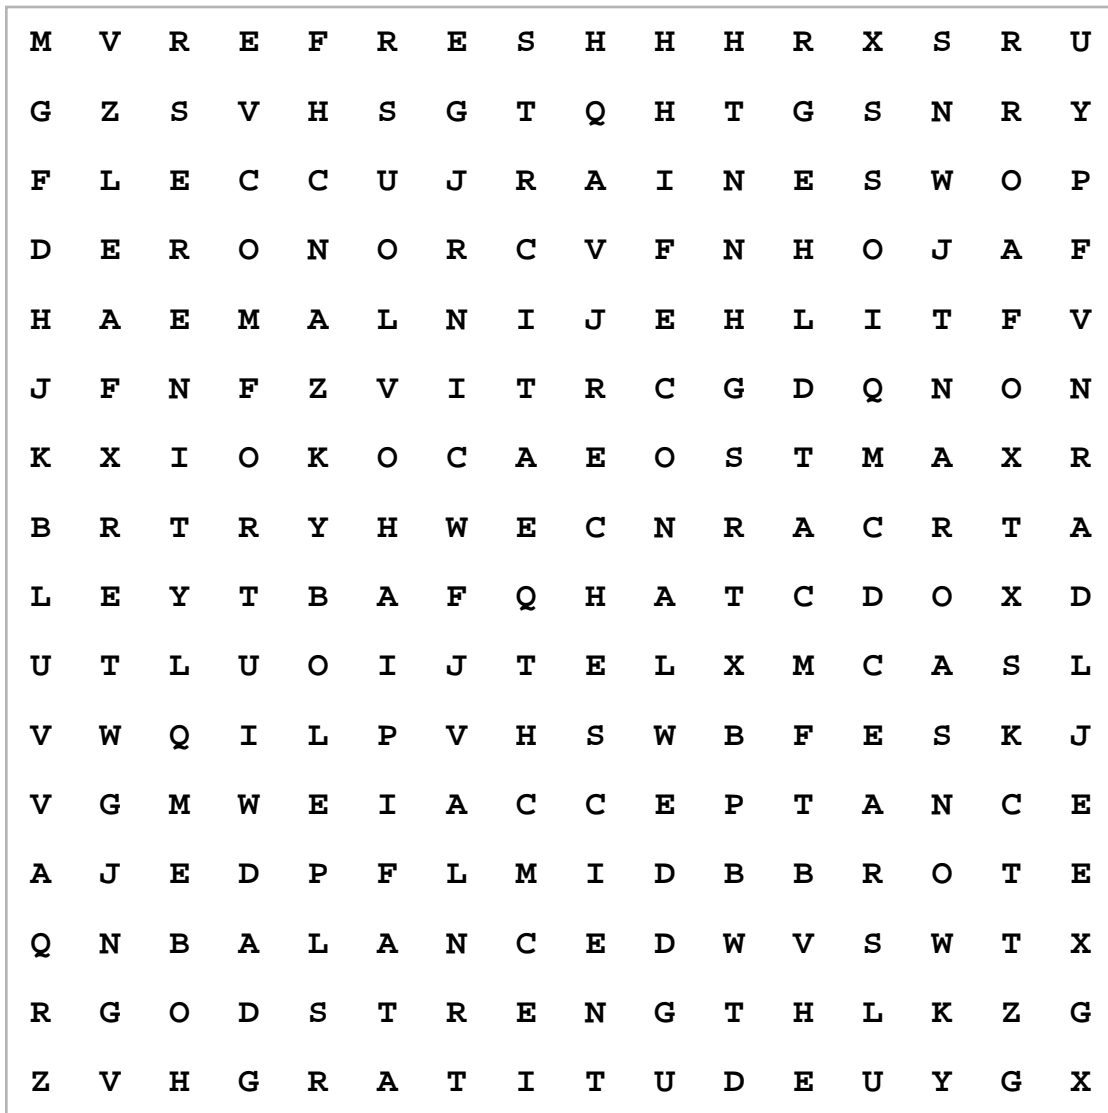 M V R E F R E S H H H R X S R U
G Z S V H S G T Q H T G S N R Y
F L E C C U J R A I N E S W O P
D E R O N O R C V F N H O J A F
H A E M A L N I J E H L I T F V
J F N F Z V I T R C G D Q N O N
K X I O K O C A E O S T M A X R
B R T R Y H W E C N R A C R T A
L E Y T B A F Q H A T C D O X D
U T L U O I J T E L X M C A S L
V W Q I L P V H S W B F E S K J
V G M W E I A C C E P T A N C E
A J E D P F L M I D B B R O T E
Q N B A L A N C E D W V S W T X
R G O D S T R E N G T H L K Z G
Z V H G R A T I T U D E U Y G X